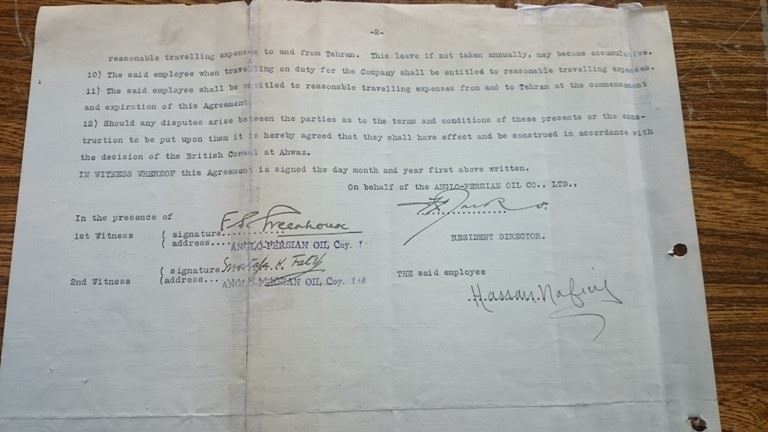 -2-
reasonable travelling expenses to and from Tehran. This leave if not taken annually, may become accumulative.
10) The said employee when travelling on duty for the Company shall be entitled to reasonable travelling expenses.
11) The said employee shall be entitled to reasonable travelling expenses from and to Tehran at the commencement
and expiration of this Agreement.
12) Should any disputes arise between the parties as to the terms and conditions of these presents or the cons-
truction to be put upon them it is hereby agreed that they shall have effect and be construed in accordance with
the decision of the British Consul at Ahwaz.
IN WITNESS WHEREOF this Agreement is signed the day month and year first above written.
On behalf of the ANGLO-PERSIAN OIL CO., LTD.,
In the presence of
1st Witness ( signature. Greenhouse
( address... ANGLO-PERSIAN OIL, Coy.
RESIDENT DIRECTOR.
2nd Witness ( signature. Mostafa K. Fateh
(address... ANGLO-PERSIAN OIL, Coy. Ltd
THE said employee
Hassan Naficy